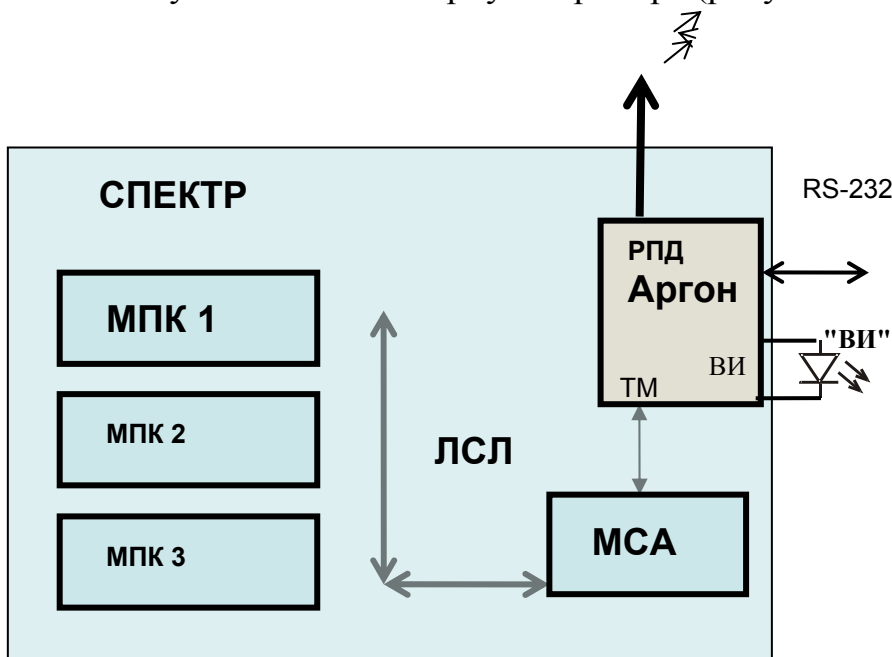 СПЕКТР
RS-232
РПД
Аргон
МПК 1
"ВИ"
ВИ
ТМ
МПК 2
ЛСЛ
МСА
МПК 3